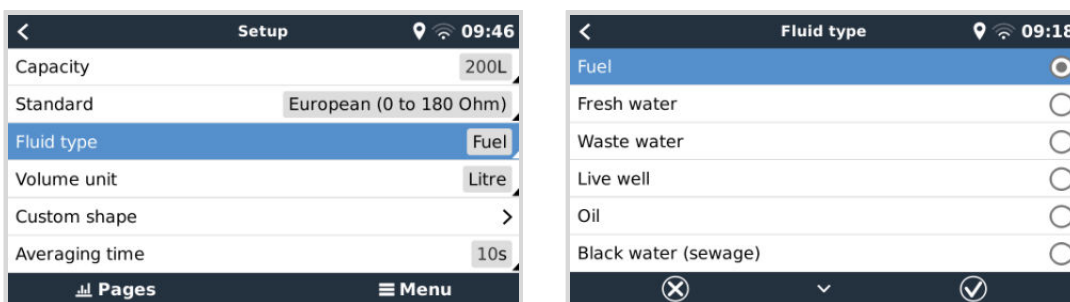 Setup 09:46
Capacity 200L
Standard European (0 to 180 Ohm)
Fluid type Fuel
Volume unit Litre
Custom shape
Averaging time 10s
Pages Menu
Fluid type 09:18
Fuel
Fresh water
Waste water
Live well
Oil
Black water (sewage)